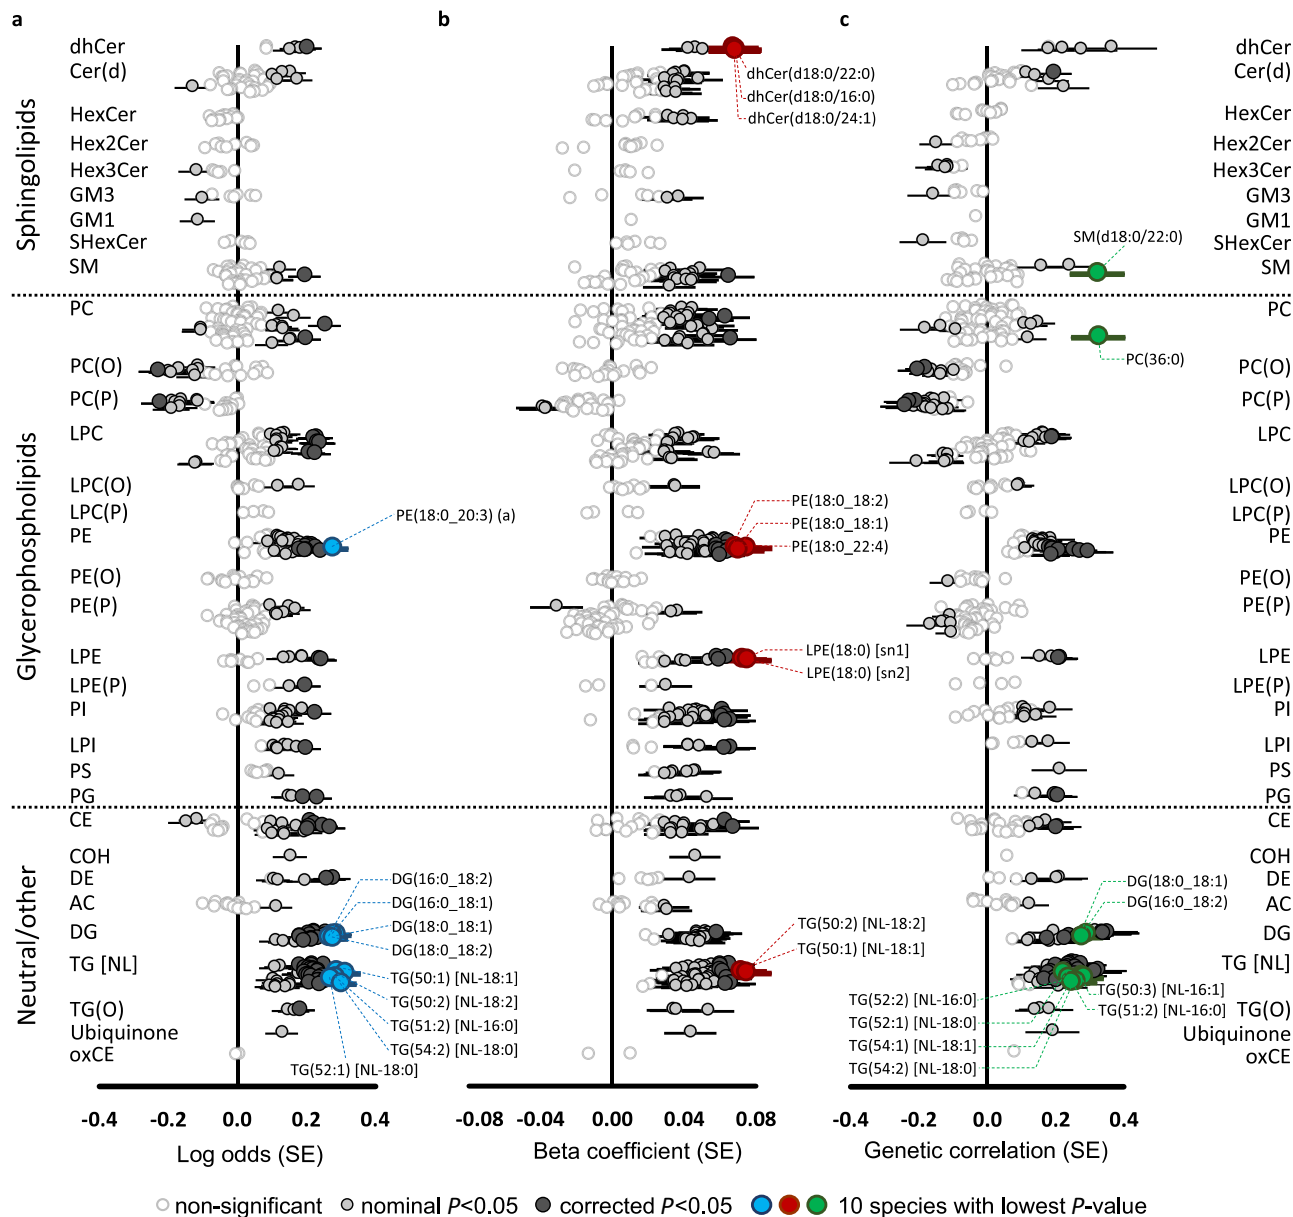 a
b
c
Sphingolipids
dhCer
Cer(d)
HexCer
Hex2Cer
Hex3Cer
GM3
GM1
SHexCer
SM
Glycerophospholipids
PC
PC(O)
PC(P)
LPC
LPC(O)
LPC(P)
PE
PE(O)
PE(P)
LPE
LPE(P)
PI
LPI
PS
PG
Neutral/other
CE
COH
DE
AC
DG
TG [NL]
TG(O)
Ubiquinone
oxCE
PE(18:0_20:3) (a)
DG(16:0_18:2)
DG(16:0_18:1)
DG(18:0_18:1)
DG(18:0_18:2)
TG(50:1) [NL-18:1]
TG(50:2) [NL-18:2]
TG(51:2) [NL-16:0]
TG(54:2) [NL-18:0]
TG(52:1) [NL-18:0]
-0.4 -0.2 0.0 0.2 0.4
Log odds (SE)
dhCer(d18:0/22:0)
dhCer(d18:0/16:0)
dhCer(d18:0/24:1)
PE(18:0_18:2)
PE(18:0_18:1)
PE(18:0_22:4)
LPE(18:0) [sn1]
LPE(18:0) [sn2]
TG(50:2) [NL-18:2]
TG(50:1) [NL-18:1]
-0.08 -0.04 0.00 0.04 0.08
Beta coefficient (SE)
SM(d18:0/22:0)
PC(36:0)
DG(18:0_18:1)
DG(16:0_18:2)
TG(52:2) [NL-16:0]
TG(50:3) [NL-16:1]
TG(51:2) [NL-16:0]
TG(52:1) [NL-18:0]
TG(54:1) [NL-18:1]
TG(54:2) [NL-18:0]
-0.4 -0.2 0.0 0.2 0.4
Genetic correlation (SE)
dhCer
Cer(d)
HexCer
Hex2Cer
Hex3Cer
GM3
GM1
SHexCer
SM
PC
PC(O)
PC(P)
LPC
LPC(O)
LPC(P)
PE
PE(O)
PE(P)
LPE
LPE(P)
PI
LPI
PS
PG
CE
COH
DE
AC
DG
TG [NL]
TG(O)
Ubiquinone
oxCE
non-significant nominal P<0.05 corrected P<0.05 10 species with lowest P-value